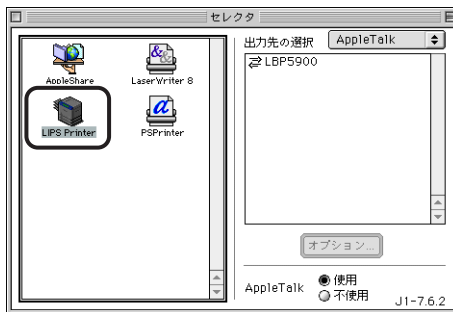 セレクタ
AppleShare
LaserWriter 8
LIPS Printer
PSPrinter
出力先の選択
AppleTalk
LBP5900
オプション...
AppleTalk
使用
不使用
J1-7.6.2